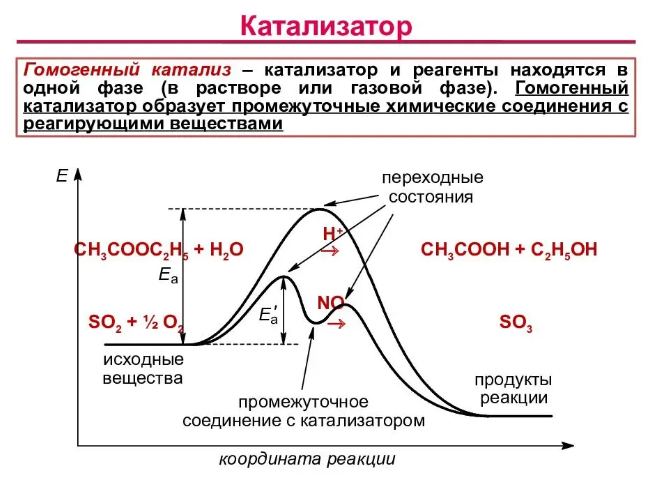 Катализатор
Гомогенный катализ – катализатор и реагенты находятся в
одной фазе (в растворе или газовой фазе). Гомогенный
катализатор образует промежуточные химические соединения с
реагирующими веществами
E
переходные
состояния
H⁺
→
CH₃COOC₂H₅ + H₂O
CH₃COOH + C₂H₅OH
Eₐ
NO
→
Eₐ'
SO₂ + ½ O₂
SO₃
исходные
вещества
продукты
реакции
промежуточное
соединение с катализатором
координата реакции